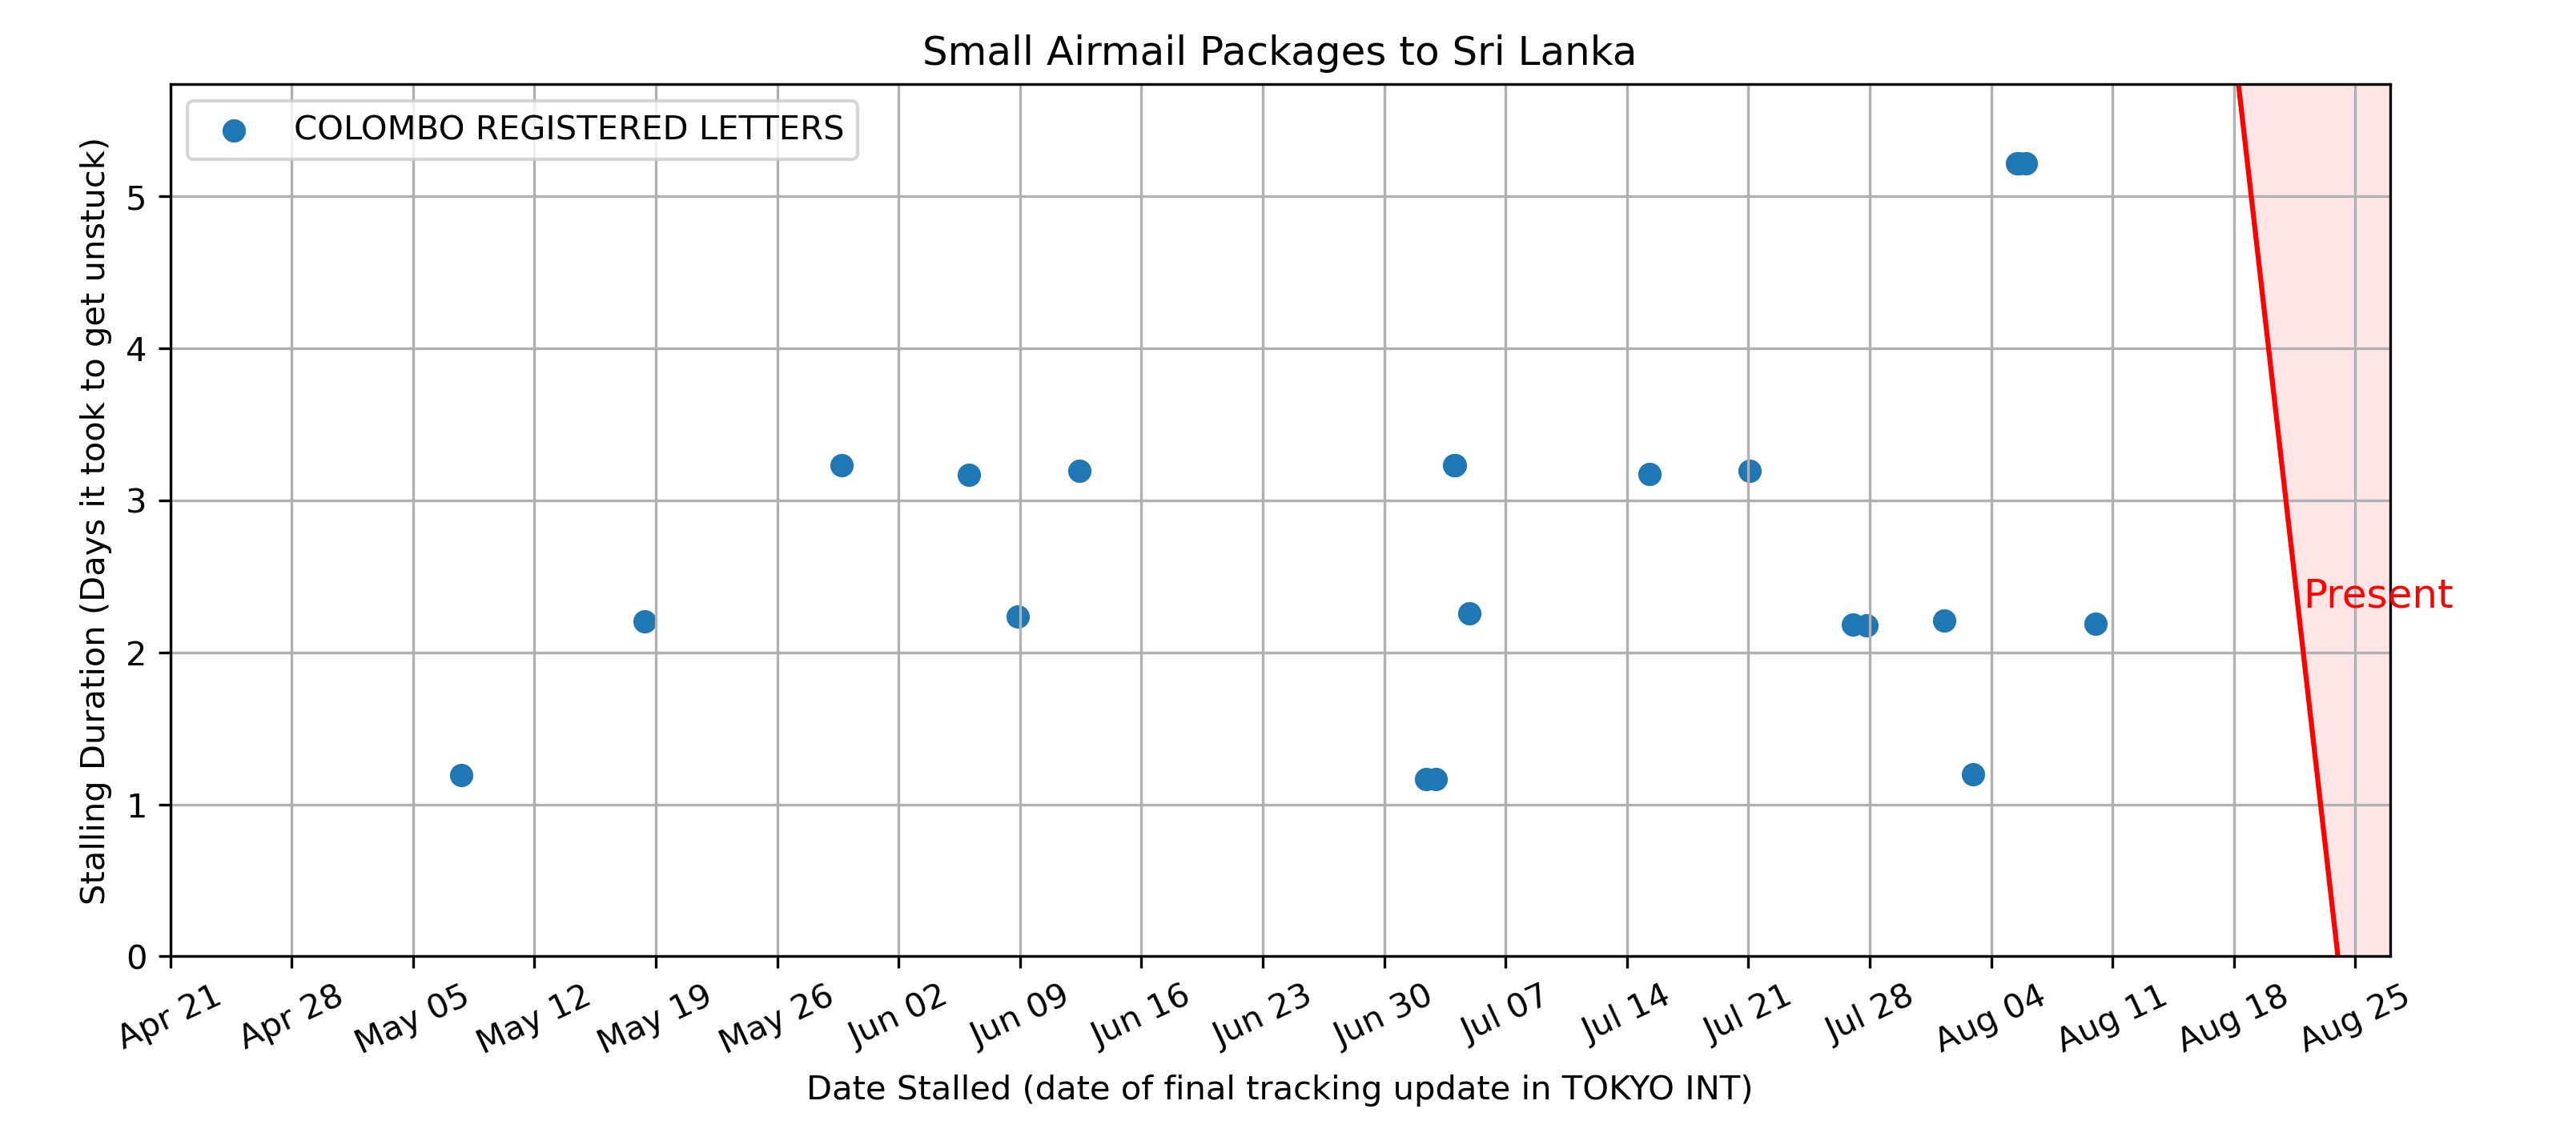 Small Airmail Packages to Sri Lanka
COLOMBO REGISTERED LETTERS
Stalling Duration (Days it took to get unstuck)
5
4
3
2
1
0
Present
Apr 21
Apr 28
May 05
May 12
May 19
May 26
Jun 02
Jun 09
Jun 16
Jun 23
Jun 30
Jul 07
Jul 14
Jul 21
Jul 28
Aug 04
Aug 11
Aug 18
Aug 25
Date Stalled (date of final tracking update in TOKYO INT)